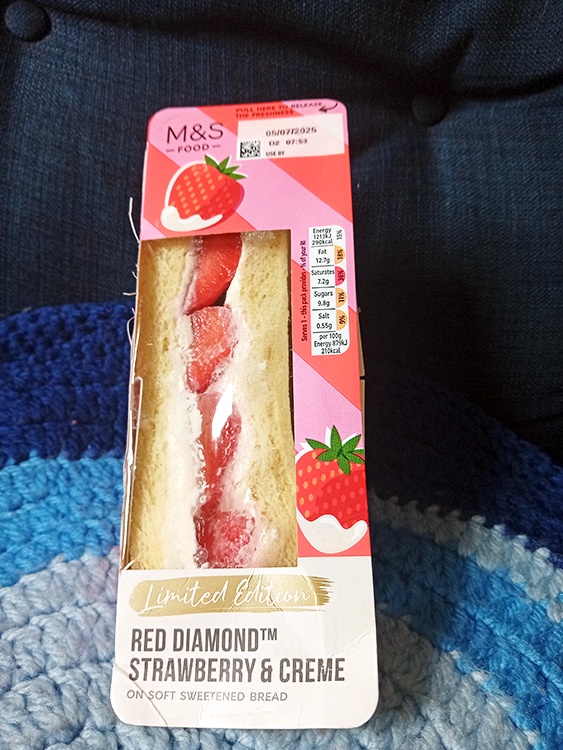 PULL HERE TO RELEASE
THE FRESHNESS
M&S
FOOD
05/07/2025
D2 07:53
USE BY
Serves 1 - this pack provides - % of your RI
Energy
1213kJ
290kcal
15%
Fat
12.7g
18%
Saturates
7.2g
36%
Sugars
9.8g
11%
Salt
0.55g
9%
per 100g
Energy 879kJ
210kcal
Limited Edition
RED DIAMOND™
STRAWBERRY & CREME
ON SOFT SWEETENED BREAD